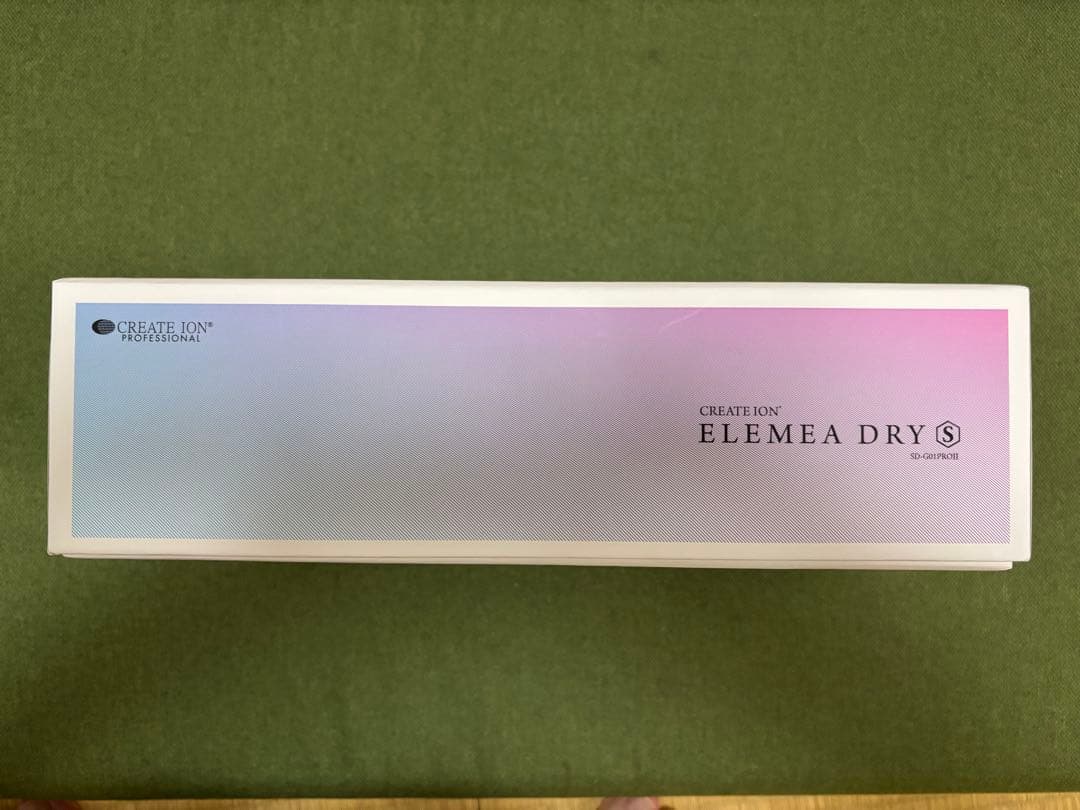 CREATE ION®
PROFESSIONAL
CREATE ION®
ELEMEA DRY S
SD-G01PROII